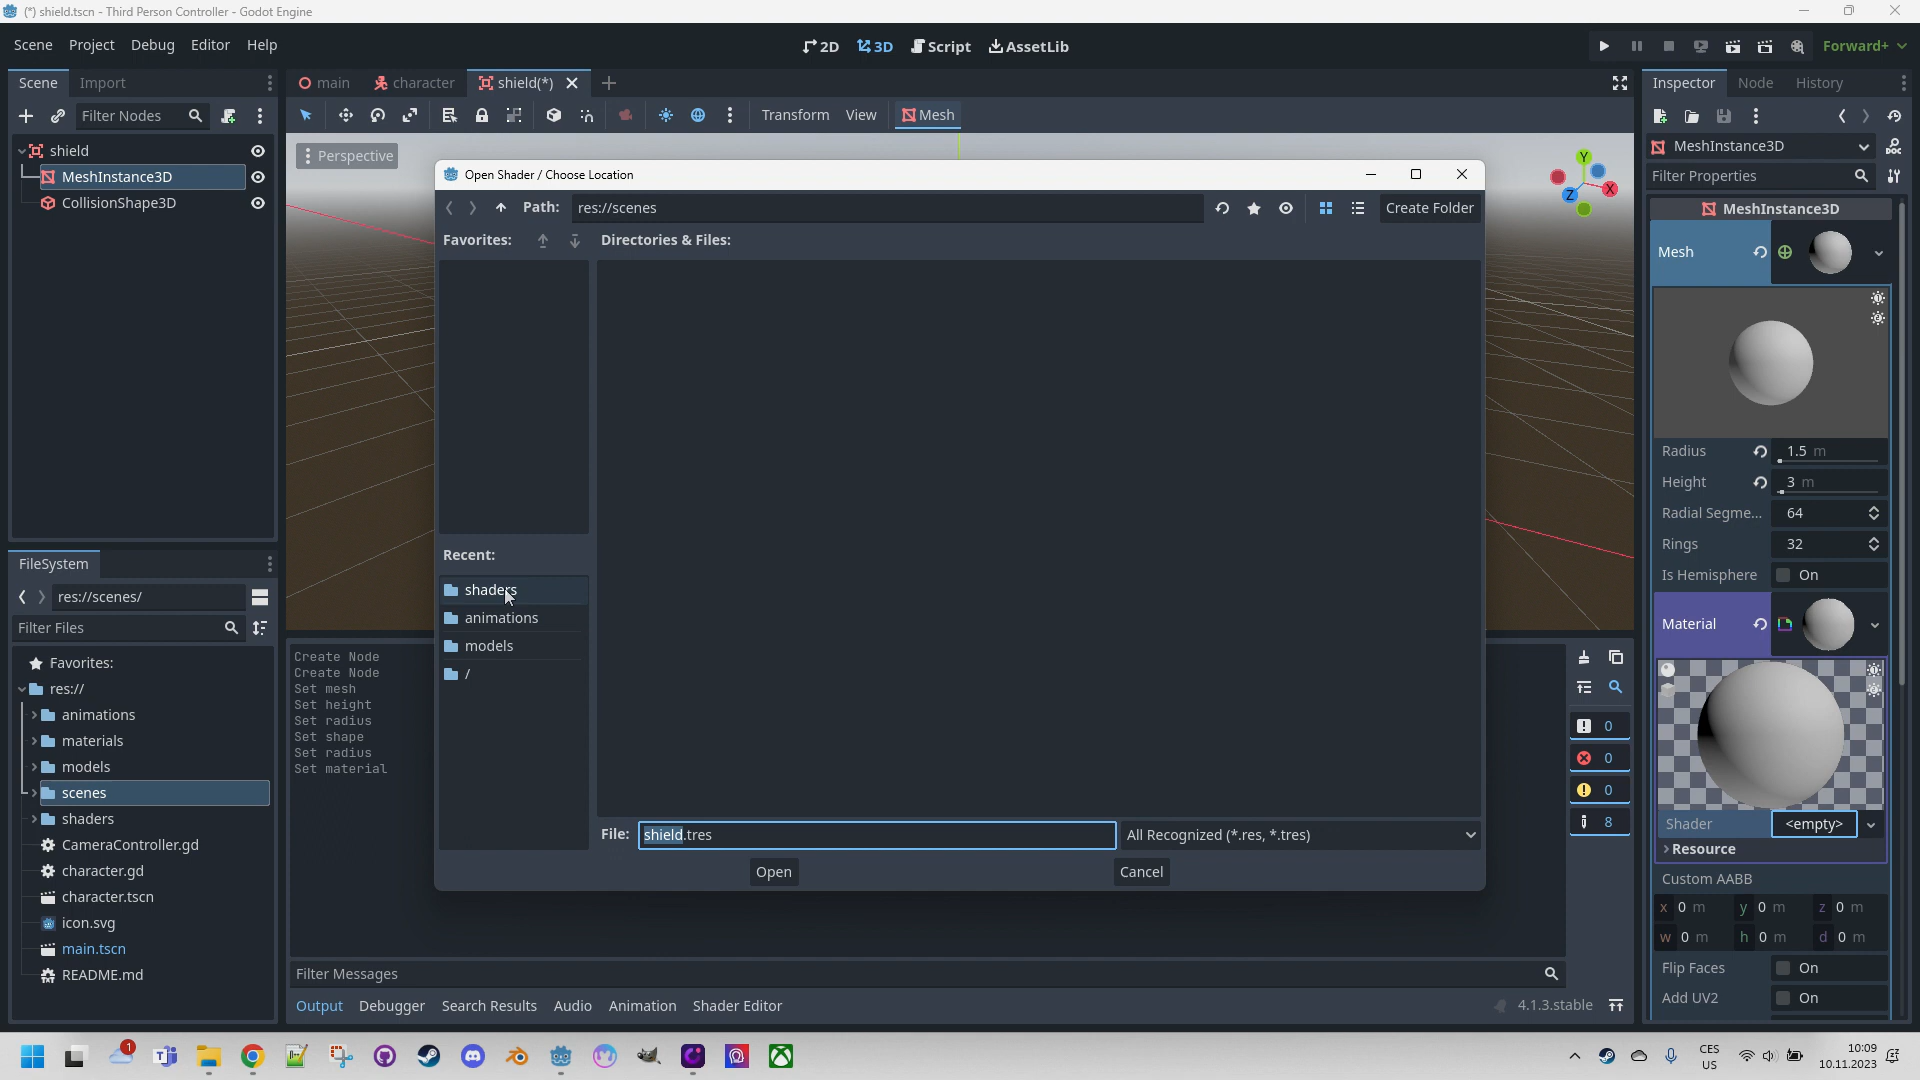 (*) shield.tscn - Third Person Controller - Godot Engine
Scene Project Debug Editor Help
2D 3D Script AssetLib
Forward+
Scene Import
main character shield(*)
Inspector Node History
Filter Nodes
Transform View Mesh
shield
MeshInstance3D
CollisionShape3D
Perspective
Y
X
Z
MeshInstance3D
Filter Properties
MeshInstance3D
Mesh
Radius 1.5 m
Height 3 m
Radial Segme... 64
Rings 32
Is Hemisphere On
Material
Shader <empty>
Resource
Custom AABB
x 0 m y 0 m z 0 m
w 0 m h 0 m d 0 m
Flip Faces On
Add UV2 On
Open Shader / Choose Location
Path: res://scenes Create Folder
Favorites: Directories & Files:
Recent:
shaders
animations
models
/
File: shield.tres All Recognized (*.res, *.tres)
Open Cancel
FileSystem
res://scenes/
Filter Files
Favorites:
res://
animations
materials
models
scenes
shaders
CameraController.gd
character.gd
character.tscn
icon.svg
main.tscn
README.md
Create Node
Create Node
Set mesh
Set height
Set radius
Set shape
Set radius
Set material
0
0
0
8
Filter Messages
Output Debugger Search Results Audio Animation Shader Editor 4.1.3.stable
1
CES
US
10:09
10.11.2023